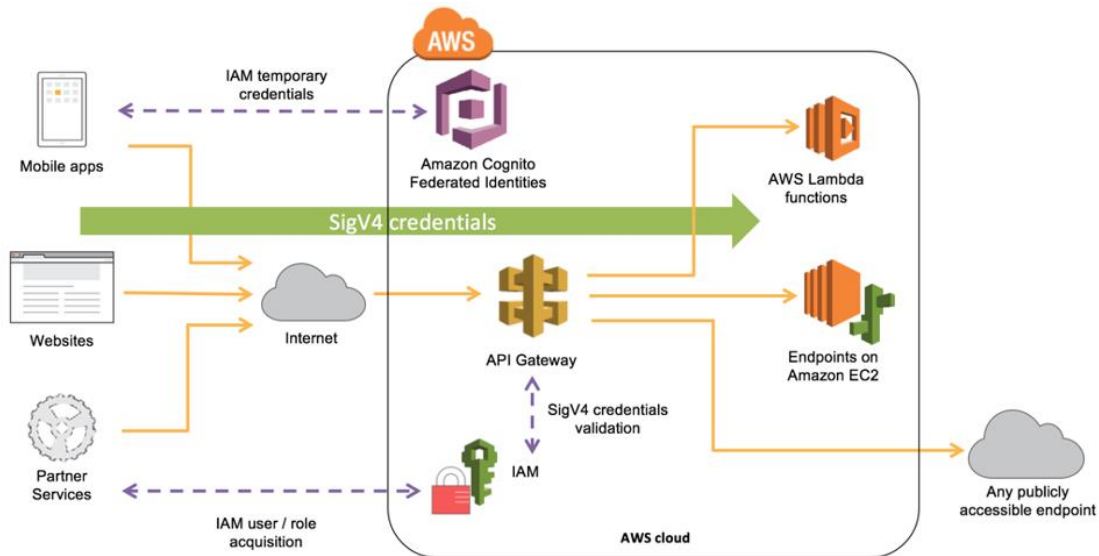 AWS
IAM temporary
credentials
Mobile apps
Amazon Cognito
Federated Identities
AWS Lambda
functions
SigV4 credentials
Websites
Internet
API Gateway
Endpoints on
Amazon EC2
SigV4 credentials
validation
Partner
Services
IAM
IAM user / role
acquisition
Any publicly
accessible endpoint
AWS cloud